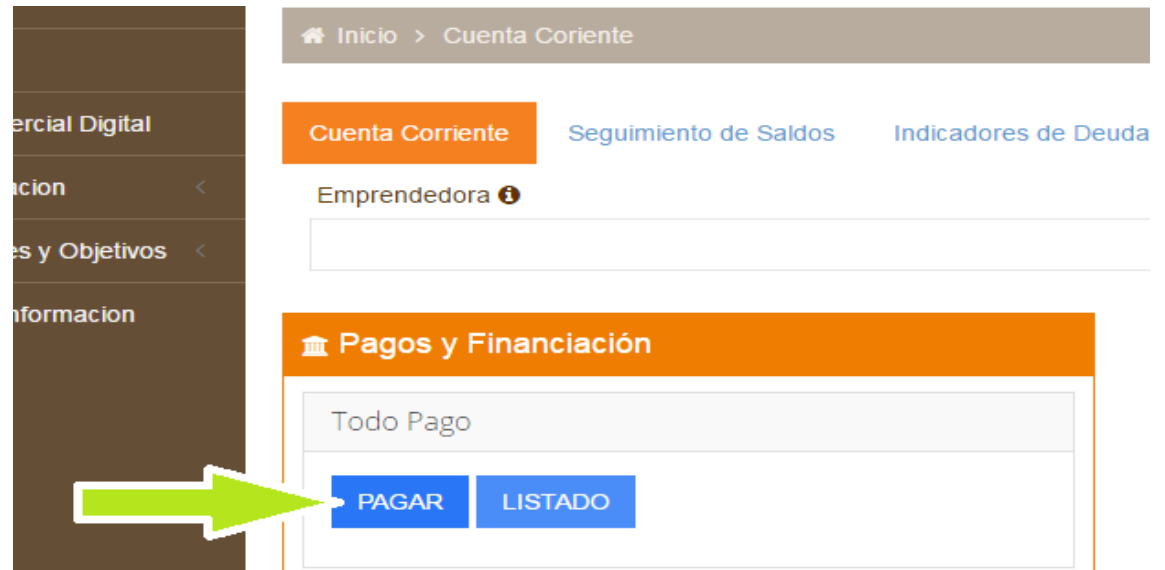 Inicio > Cuenta Coriente
ercial Digital
Cuenta Corriente
Seguimiento de Saldos
Indicadores de Deuda
acion
Emprendedora
es y Objetivos
nformacion
Pagos y Financiación
Todo Pago
PAGAR
LISTADO